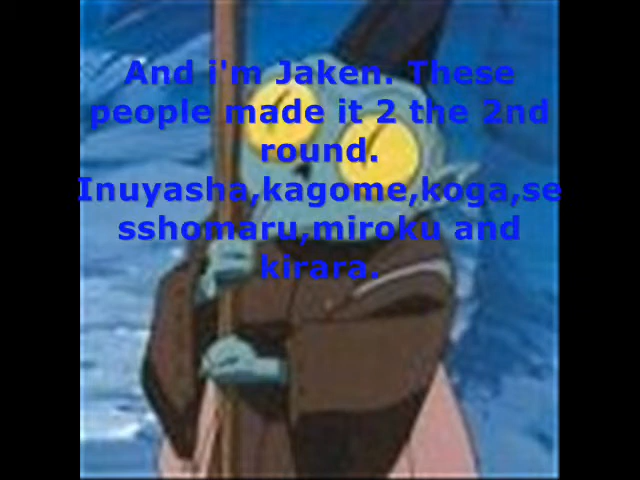 And i'm Jaken. These
people made it 2 the 2nd
round.
Inuyasha,kagome,koga,se
sshomaru,miroku and
kirara.